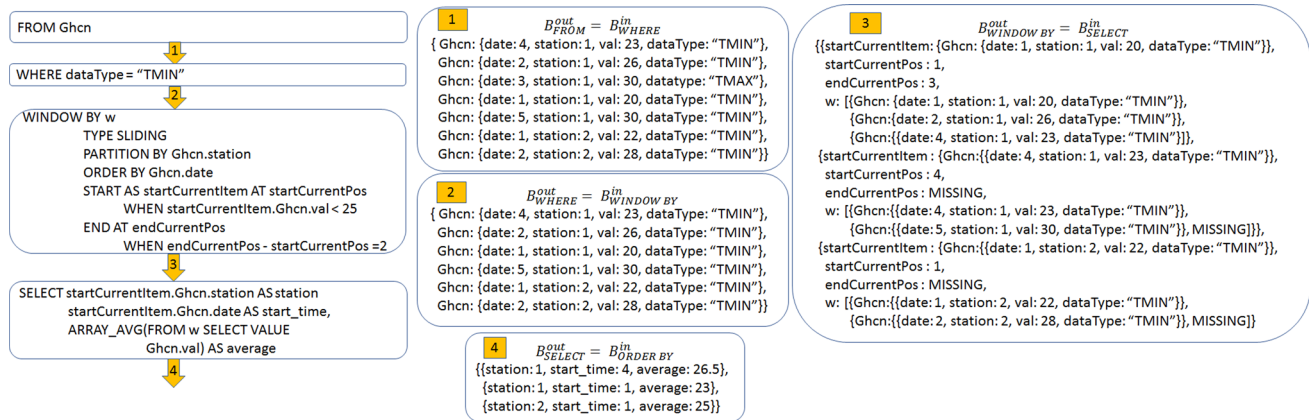 FROM Ghcn
1
WHERE dataType = “TMIN”
2
WINDOW BY w
TYPE SLIDING
PARTITION BY Ghcn.station
ORDER BY Ghcn.date
START AS startCurrentItem AT startCurrentPos
WHEN startCurrentItem.Ghcn.val < 25
END AT endCurrentPos
WHEN endCurrentPos - startCurrentPos =2
3
SELECT startCurrentItem.Ghcn.station AS station
startCurrentItem.Ghcn.date AS start_time,
ARRAY_AVG(FROM w SELECT VALUE
Ghcn.val) AS average
4
1
B^{out}_{FROM} = B^{in}_{WHERE}
{ Ghcn: {date: 4, station: 1, val: 23, dataType: “TMIN”},
Ghcn: {date: 2, station: 1, val: 26, dataType: “TMIN”},
Ghcn: {date: 3, station: 1, val: 30, datatype: “TMAX”},
Ghcn: {date: 1, station: 1, val: 20, dataType: “TMIN”},
Ghcn: {date: 5, station: 1, val: 30, dataType: “TMIN”},
Ghcn: {date: 1, station: 2, val: 22, dataType: “TMIN”},
Ghcn: {date: 2, station: 2, val: 28, dataType: “TMIN”}}
2
B^{out}_{WHERE} = B^{in}_{WINDOW BY}
{ Ghcn: {date: 4, station: 1, val: 23, dataType: “TMIN”},
Ghcn: {date: 2, station: 1, val: 26, dataType: “TMIN”},
Ghcn: {date: 1, station: 1, val: 20, dataType: “TMIN”},
Ghcn: {date: 5, station: 1, val: 30, dataType: “TMIN”},
Ghcn: {date: 1, station: 2, val: 22, dataType: “TMIN”},
Ghcn: {date: 2, station: 2, val: 28, dataType: “TMIN”}}
4
B^{out}_{SELECT} = B^{in}_{ORDER BY}
{{station: 1, start_time: 4, average: 26.5},
{station: 1, start_time: 1, average: 23},
{station: 2, start_time: 1, average: 25}}
3
B^{out}_{WINDOW BY} = B^{in}_{SELECT}
{{startCurrentItem: {Ghcn: {date: 1, station: 1, val: 20, dataType: “TMIN”}},
startCurrentPos : 1,
endCurrentPos : 3,
w: [{{Ghcn: {date: 1, station: 1, val: 20, dataType: “TMIN”}},
{Ghcn:{date: 2, station: 1, val: 26, dataType: “TMIN”}},
{Ghcn:{{date: 4, station: 1, val: 23, dataType: “TMIN”}]},
{startCurrentItem : {Ghcn:{{date: 4, station: 1, val: 23, dataType: “TMIN”}},
startCurrentPos : 4,
endCurrentPos : MISSING,
w: [{Ghcn:{{date: 4, station: 1, val: 23, dataType: “TMIN”}},
{Ghcn:{{date: 5, station: 1, val: 30, dataType: “TMIN”}}, MISSING]}},
{startCurrentItem : {Ghcn:{{date: 1, station: 2, val: 22, dataType: “TMIN”}},
startCurrentPos : 1,
endCurrentPos : MISSING,
w: [{Ghcn:{{date: 1, station: 2, val: 22, dataType: “TMIN”}},
{Ghcn:{{date: 2, station: 2, val: 28, dataType: “TMIN”}}, MISSING]}